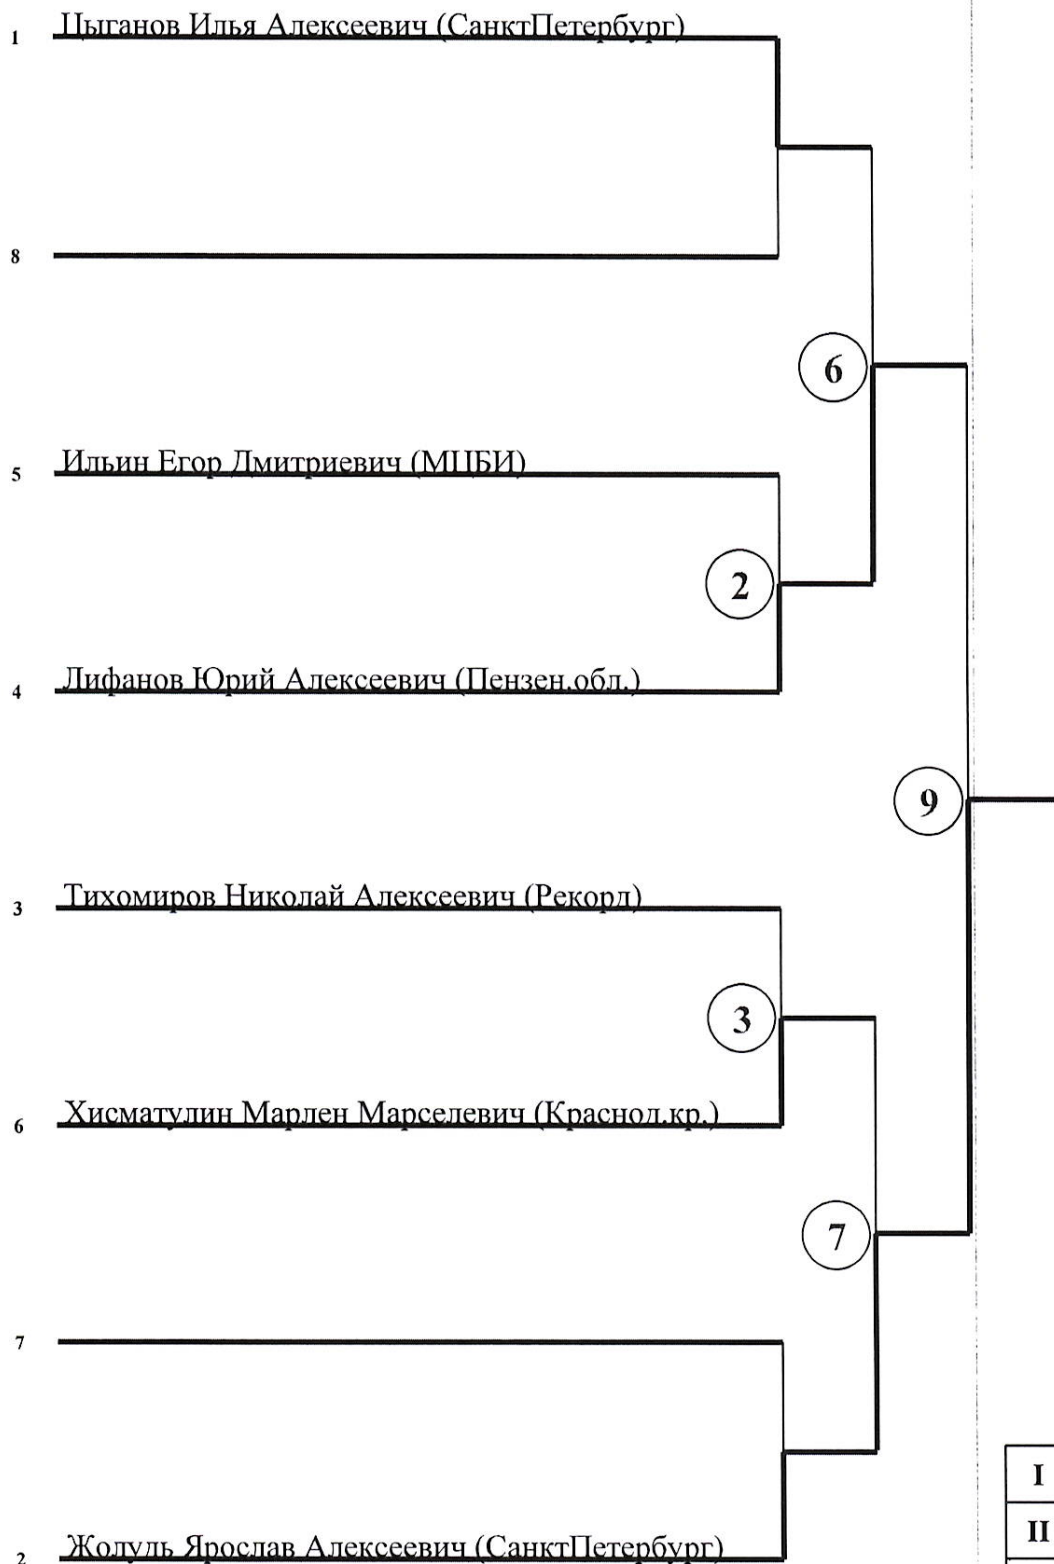 1 Цыганов Илья Алексеевич (СанктПетербург)
8
6
5 Ильин Егор Дмитриевич (МЦБИ)
2
4 Лифанов Юрий Алексеевич (Пензен.обл.)
9
3 Тихомиров Николай Алексеевич (Рекорд)
3
6 Хисматулин Марлен Марселевич (Краснод.кр.)
7
7
I
II
2 Жолудь Ярослав Алексеевич (СанктПетербург)